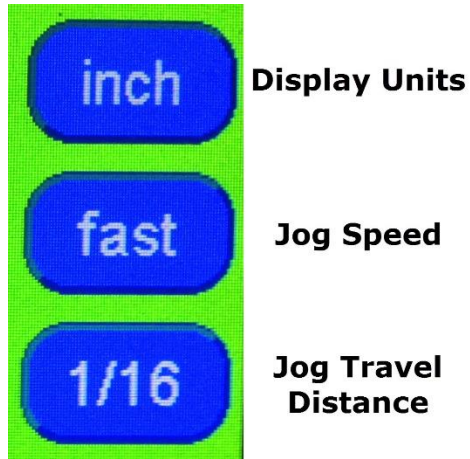 inch
Display Units
fast
Jog Speed
1/16
Jog Travel
Distance